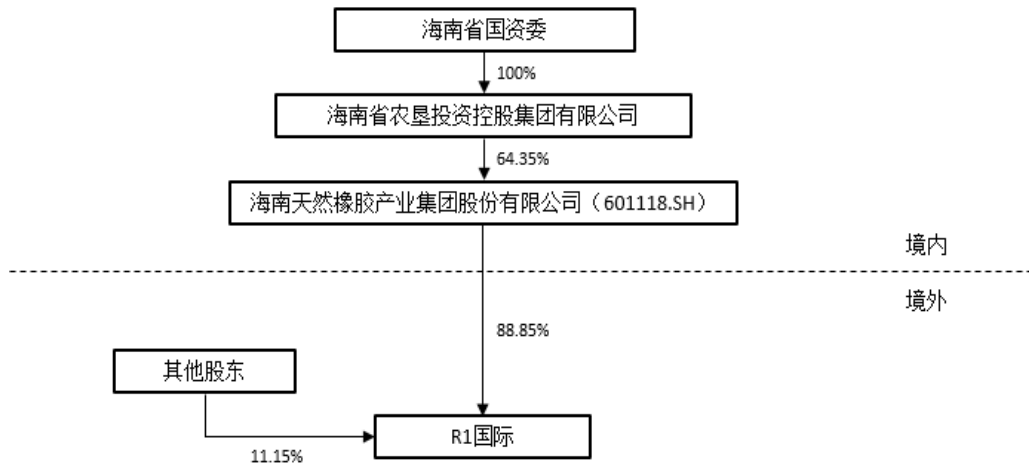 海南省国资委
100%
海南省农垦投资控股集团有限公司
64.35%
海南天然橡胶产业集团股份有限公司（601118.SH）
境内
境外
88.85%
其他股东
R1国际
11.15%